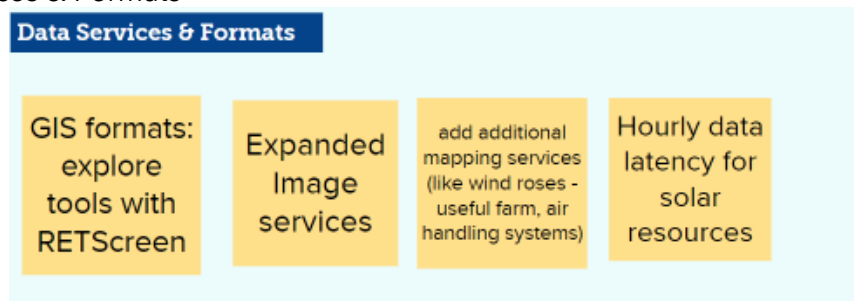 Data Services & Formats
GIS formats:
explore
tools with
RETScreen
Expanded
Image
services
add additional
mapping services
(like wind roses -
useful farm, air
handling systems)
Hourly data
latency for
solar
resources